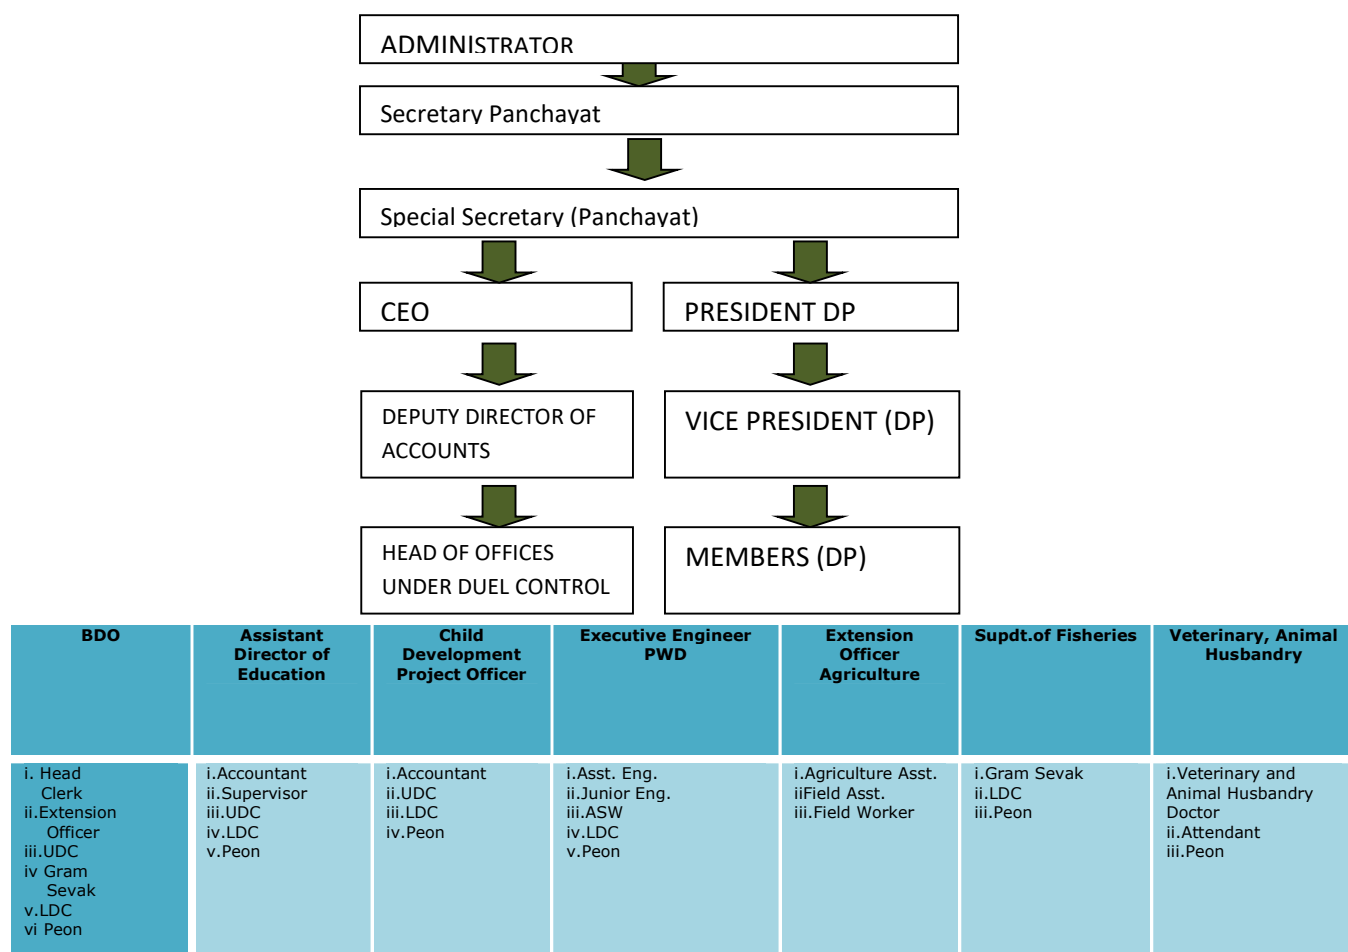 ADMINISTRATOR
Secretary Panchayat
Special Secretary (Panchayat)
CEO
PRESIDENT DP
DEPUTY DIRECTOR OF
ACCOUNTS
VICE PRESIDENT (DP)
HEAD OF OFFICES
UNDER DUEL CONTROL
MEMBERS (DP)
BDO
Assistant
Director of
Education
Child
Development
Project Officer
Executive Engineer
PWD
Extension
Officer
Agriculture
Supdt.of Fisheries
Veterinary, Animal
Husbandry
i. Head
Clerk
ii.Extension
Officer
iii.UDC
iv Gram
Sevak
v.LDC
vi Peon
i.Accountant
ii.Supervisor
iii.UDC
iv.LDC
v.Peon
i.Accountant
ii.UDC
iii.LDC
iv.Peon
i.Asst. Eng.
ii.Junior Eng.
iii.ASW
iv.LDC
v.Peon
i.Agriculture Asst.
iiField Asst.
iii.Field Worker
i.Gram Sevak
ii.LDC
iii.Peon
i.Veterinary and
Animal Husbandry
Doctor
ii.Attendant
iii.Peon